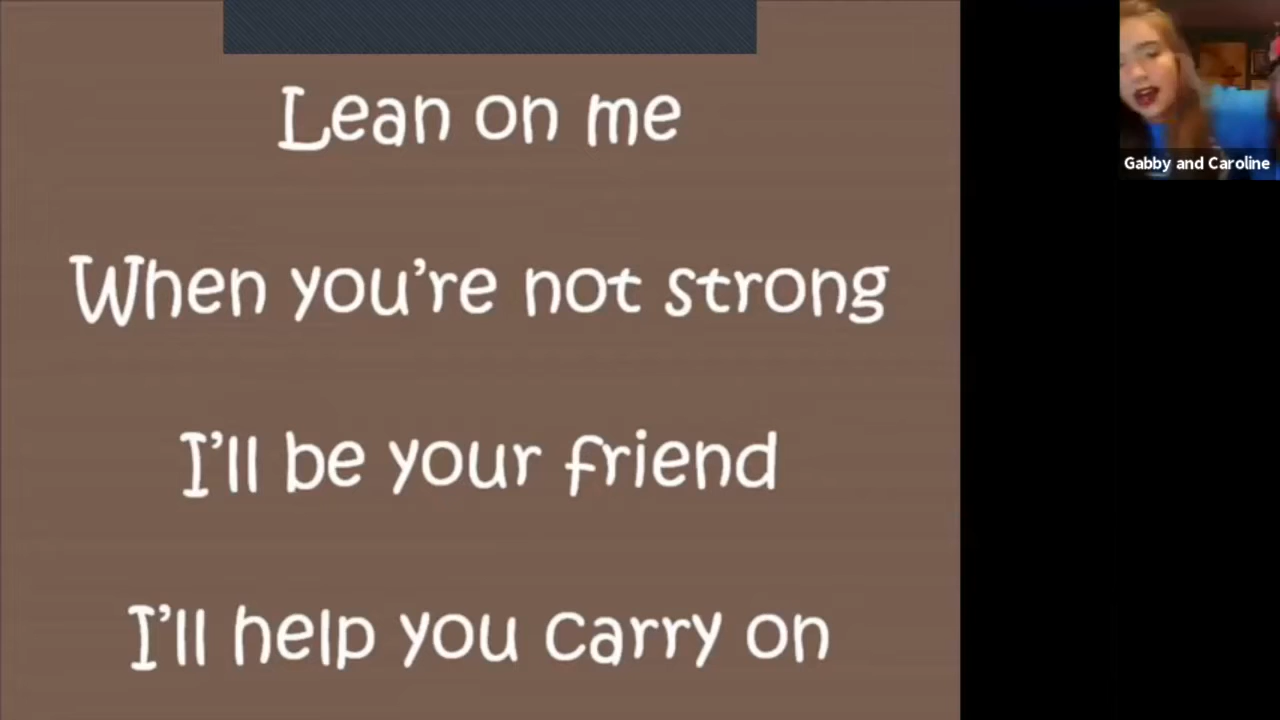 Lean on me
When you're not strong
I'll be your friend
I'll help you carry on
Gabby and Caroline